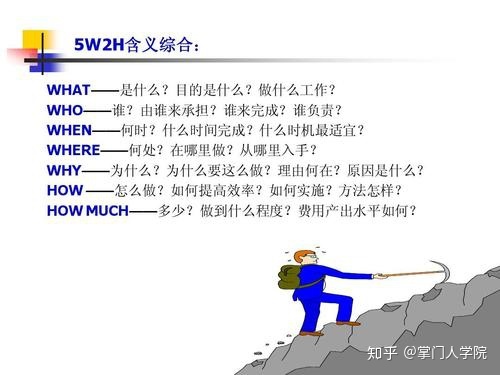 5W2H含义综合：
WHAT——是什么？目的是什么？做什么工作？
WHO——谁？由谁来承担？谁来完成？谁负责？
WHEN——何时？什么时间完成？什么时机最适宜？
WHERE——何处？在哪里做？从哪里入手？
WHY——为什么？为什么要这么做？理由何在？原因是什么？
HOW ——怎么做？如何提高效率？如何实施？方法怎样？
HOW MUCH——多少？做到什么程度？费用产出水平如何？
知乎 @掌门人学院